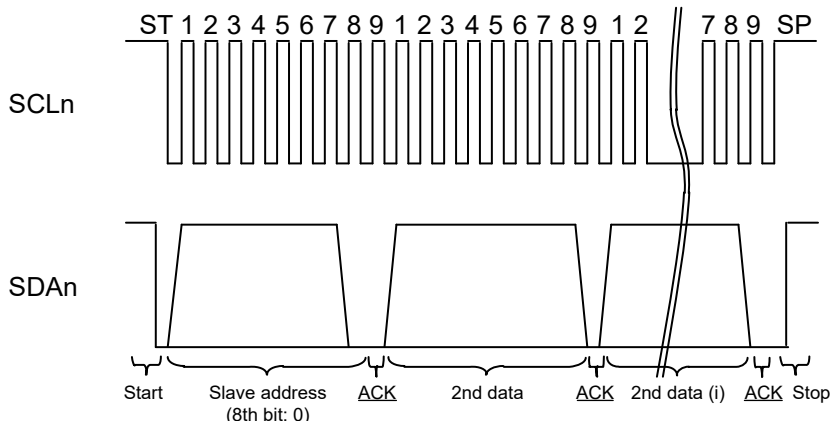 ST 1 2 3 4 5 6 7 8 9 1 2 3 4 5 6 7 8 9 1 2 7 8 9 SP
SCLn
SDAn
Start Slave address ACK 2nd data ACK 2nd data (i) ACK Stop
(8th bit: 0)